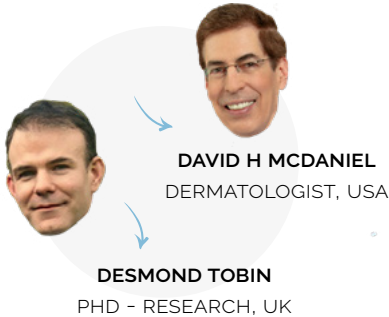 DAVID H MCDANIEL
DERMATOLOGIST, USA
DESMOND TOBIN
PHD - RESEARCH, UK